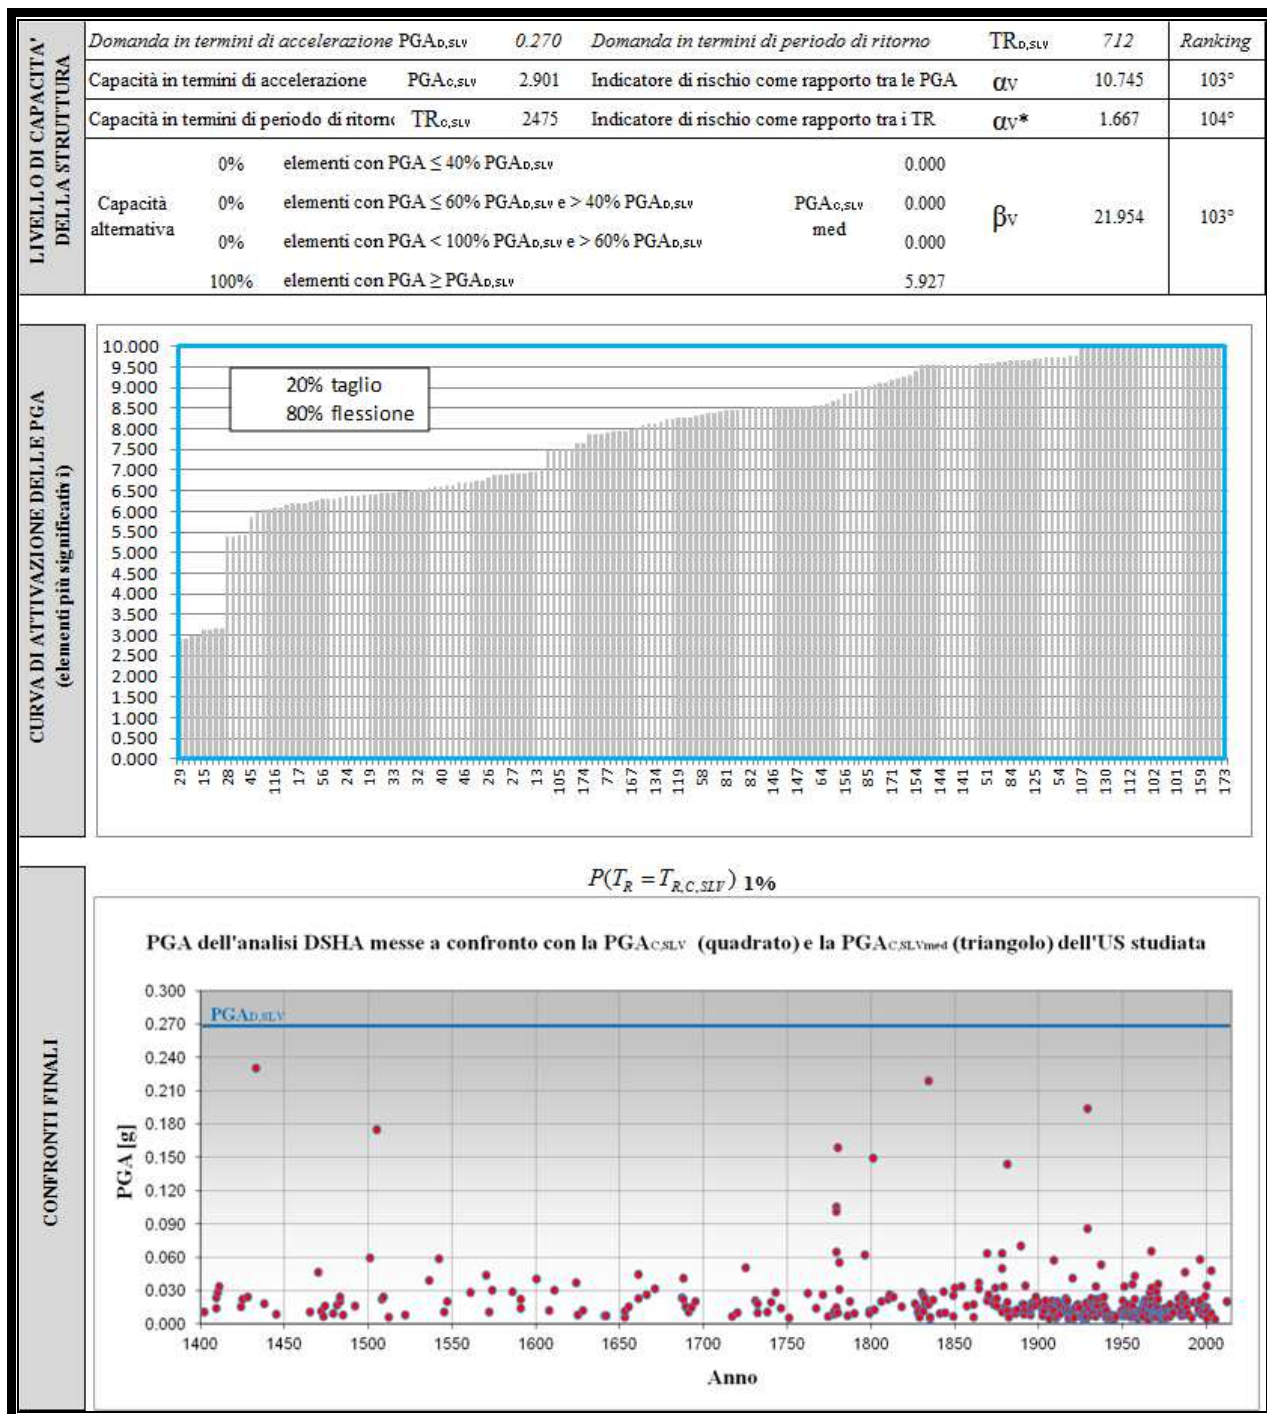 LIVELLO DI CAPACITA'
DELLA STRUTTURA
Domanda in termini di accelerazione PGAD,SLV 0.270 Domanda in termini di periodo di ritorno TRD,SLV 712 Ranking
Capacità in termini di accelerazione PGAC,SLV 2.901 Indicatore di rischio come rapporto tra le PGA αV 10.745 103°
Capacità in termini di periodo di ritorno TRC,SLV 2475 Indicatore di rischio come rapporto tra i TR αV* 1.667 104°
Capacità
alternativa
0% elementi con PGA ≤ 40% PGAD,SLV 0.000
0% elementi con PGA ≤ 60% PGAD,SLV e > 40% PGAD,SLV 0.000
0% elementi con PGA < 100% PGAD,SLV e > 60% PGAD,SLV 0.000
100% elementi con PGA ≥ PGAD,SLV 5.927
PGAC,SLV
med
βV 21.954 103°
CURVA DI ATTIVAZIONE DELLE PGA
(elementi più significativi)
10.000
9.500
9.000
8.500
8.000
7.500
7.000
6.500
6.000
5.500
5.000
4.500
4.000
3.500
3.000
2.500
2.000
1.500
1.000
0.500
0.000
20% taglio
80% flessione
29 15 28 45 116 17 56 24 19 33 32 40 46 26 27 13 105 174 77 167 134 119 58 81 82 146 147 64 156 85 171 154 144 141 51 84 125 54 107 130 112 102 101 159 173
CONFRONTI FINALI
P(TR = TR,C,SLV) 1%
PGA dell'analisi DSHA messe a confronto con la PGAC,SLV (quadrato) e la PGAC,SLVmed (triangolo) dell'US studiata
PGA [g]
0.300
0.270
0.240
0.210
0.180
0.150
0.120
0.090
0.060
0.030
0.000
PGAD,SLV
1400 1450 1500 1550 1600 1650 1700 1750 1800 1850 1900 1950 2000
Anno